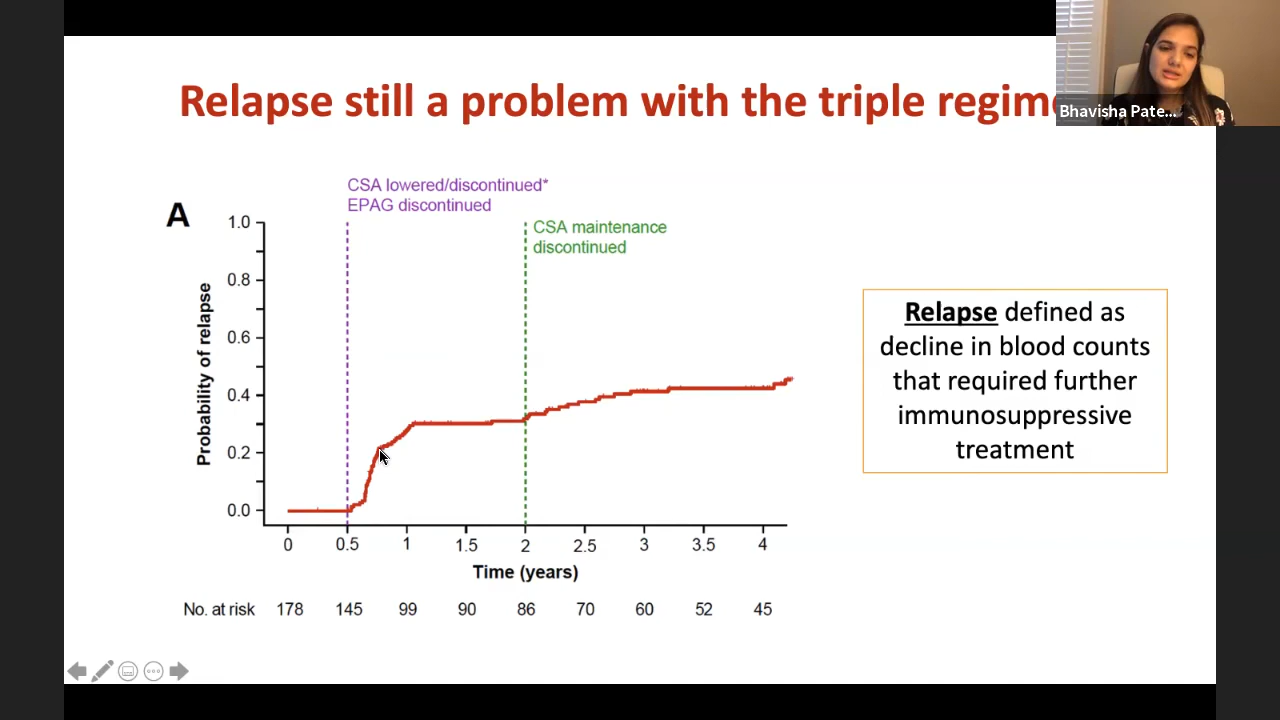 Relapse still a problem with the triple regim
Bhavisha Pate...
CSA lowered/discontinued*
EPAG discontinued
CSA maintenance
discontinued
A
1.0
0.8
0.6
0.4
0.2
0.0
Probability of relapse
0 0.5 1 1.5 2 2.5 3 3.5 4
Time (years)
No. at risk 178 145 99 90 86 70 60 52 45
Relapse defined as
decline in blood counts
that required further
immunosuppressive
treatment